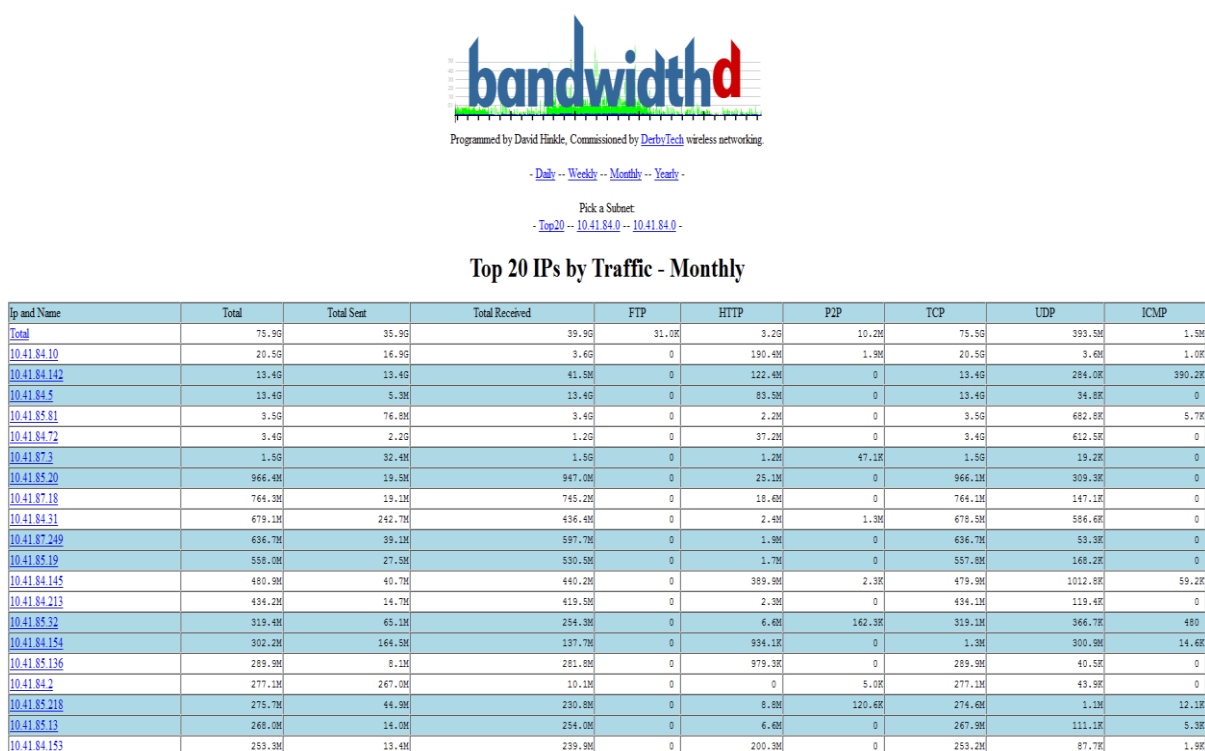 bandwidthd
Programmed by David Hinkle, Commissioned by DerbyTech wireless networking.
- Daily -- Weekly -- Monthly -- Yearly -
Pick a Subnet:
- Top20 -- 10.41.84.0 -- 10.41.84.0 -
Top 20 IPs by Traffic - Monthly
Ip and Name Total Total Sent Total Received FTP HTTP P2P TCP UDP ICMP
Total 75.9G 35.9G 39.9G 31.0K 3.2G 10.2M 75.5G 393.5M 1.5M
10.41.84.10 20.5G 16.9G 3.6G 0 190.4M 1.9M 20.5G 3.6M 1.0K
10.41.84.142 13.4G 13.4G 41.5M 0 122.4M 0 13.4G 284.0K 390.2K
10.41.84.5 13.4G 5.3M 13.4G 0 83.5M 0 13.4G 34.8K 0
10.41.85.81 3.5G 76.8M 3.4G 0 2.2M 0 3.5G 682.8K 5.7K
10.41.84.72 3.4G 2.2G 1.2G 0 37.2M 0 3.4G 612.5K 0
10.41.87.3 1.5G 32.4M 1.5G 0 1.2M 47.1K 1.5G 19.2K 0
10.41.85.20 966.4M 19.5M 947.0M 0 25.1M 0 966.1M 309.3K 0
10.41.87.18 764.3M 19.1M 745.2M 0 18.6M 0 764.1M 147.1K 0
10.41.84.31 679.1M 242.7M 436.4M 0 2.4M 1.3M 678.5M 586.6K 0
10.41.87.249 636.7M 39.1M 597.7M 0 1.9M 0 636.7M 53.3K 0
10.41.85.19 558.0M 27.5M 530.5M 0 1.7M 0 557.8M 168.2K 0
10.41.84.145 480.9M 40.7M 440.2M 0 389.9M 2.3K 479.9M 1012.8K 59.2K
10.41.84.213 434.2M 14.7M 419.5M 0 2.3M 0 434.1M 119.4K 0
10.41.85.32 319.4M 65.1M 254.3M 0 6.6M 162.3K 319.1M 366.7K 480
10.41.84.154 302.2M 164.5M 137.7M 0 934.1K 0 1.3M 300.9M 14.6K
10.41.85.136 289.9M 8.1M 281.8M 0 979.3K 0 289.9M 40.5K 0
10.41.84.2 277.1M 267.0M 10.1M 0 0 5.0K 277.1M 43.9K 0
10.41.85.218 275.7M 44.9M 230.8M 0 8.8M 120.6K 274.6M 1.1M 12.1K
10.41.85.13 268.0M 14.0M 254.0M 0 6.6M 0 267.9M 111.1K 5.3K
10.41.84.153 253.3M 13.4M 239.9M 0 200.3M 0 253.2M 87.7K 1.9K